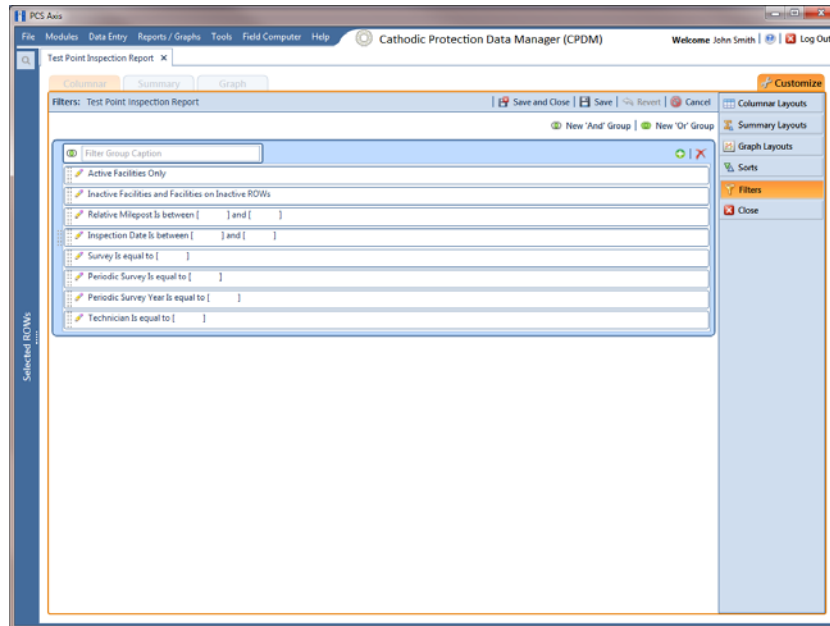 PCS Axis
File Modules Data Entry Reports / Graphs Tools Field Computer Help Cathodic Protection Data Manager (CPDM) Welcome John Smith | Log Out
Test Point Inspection Report X
Columnar Summary Graph Customize
Filters: Test Point Inspection Report | Save and Close | Save | Revert | Cancel
New 'And' Group | New 'Or' Group
Filter Group Caption
Active Facilities Only
Inactive Facilities and Facilities on Inactive ROWs
Relative Milepost Is between [ ] and [ ]
Inspection Date Is between [ ] and [ ]
Survey Is equal to [ ]
Periodic Survey Is equal to [ ]
Periodic Survey Year Is equal to [ ]
Technician Is equal to [ ]
Columnar Layouts
Summary Layouts
Graph Layouts
Sorts
Filters
Close
Selected ROWs